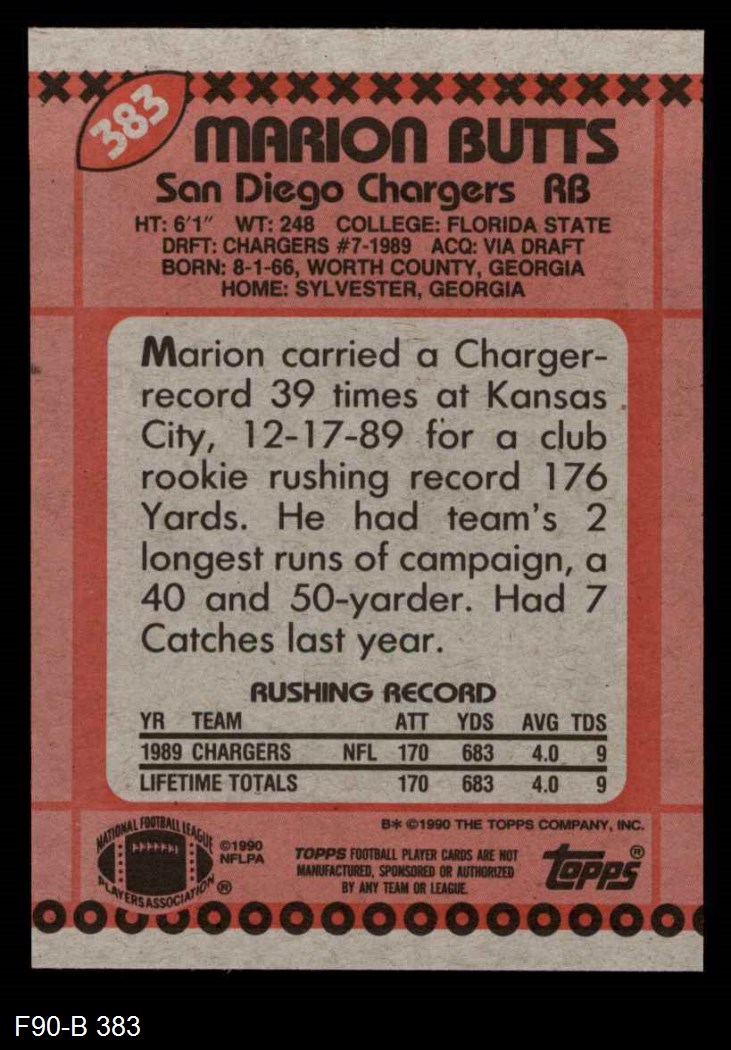 383
MARION BUTTS
San Diego Chargers RB
HT: 6'1" WT: 248 COLLEGE: FLORIDA STATE
DRFT: CHARGERS #7-1989 ACQ: VIA DRAFT
BORN: 8-1-66, WORTH COUNTY, GEORGIA
HOME: SYLVESTER, GEORGIA
Marion carried a Charger-
record 39 times at Kansas
City, 12-17-89 for a club
rookie rushing record 176
Yards. He had team's 2
longest runs of campaign, a
40 and 50-yarder. Had 7
Catches last year.
RUSHING RECORD
YR TEAM ATT YDS AVG TDS
1989 CHARGERS NFL 170 683 4.0 9
LIFETIME TOTALS 170 683 4.0 9
B* ©1990 THE TOPPS COMPANY, INC.
NATIONAL FOOTBALL LEAGUE
PLAYERS ASSOCIATION ®
©1990
NFLPA
TOPPS FOOTBALL PLAYER CARDS ARE NOT
MANUFACTURED, SPONSORED OR AUTHORIZED
BY ANY TEAM OR LEAGUE.
topps ®
F90-B 383